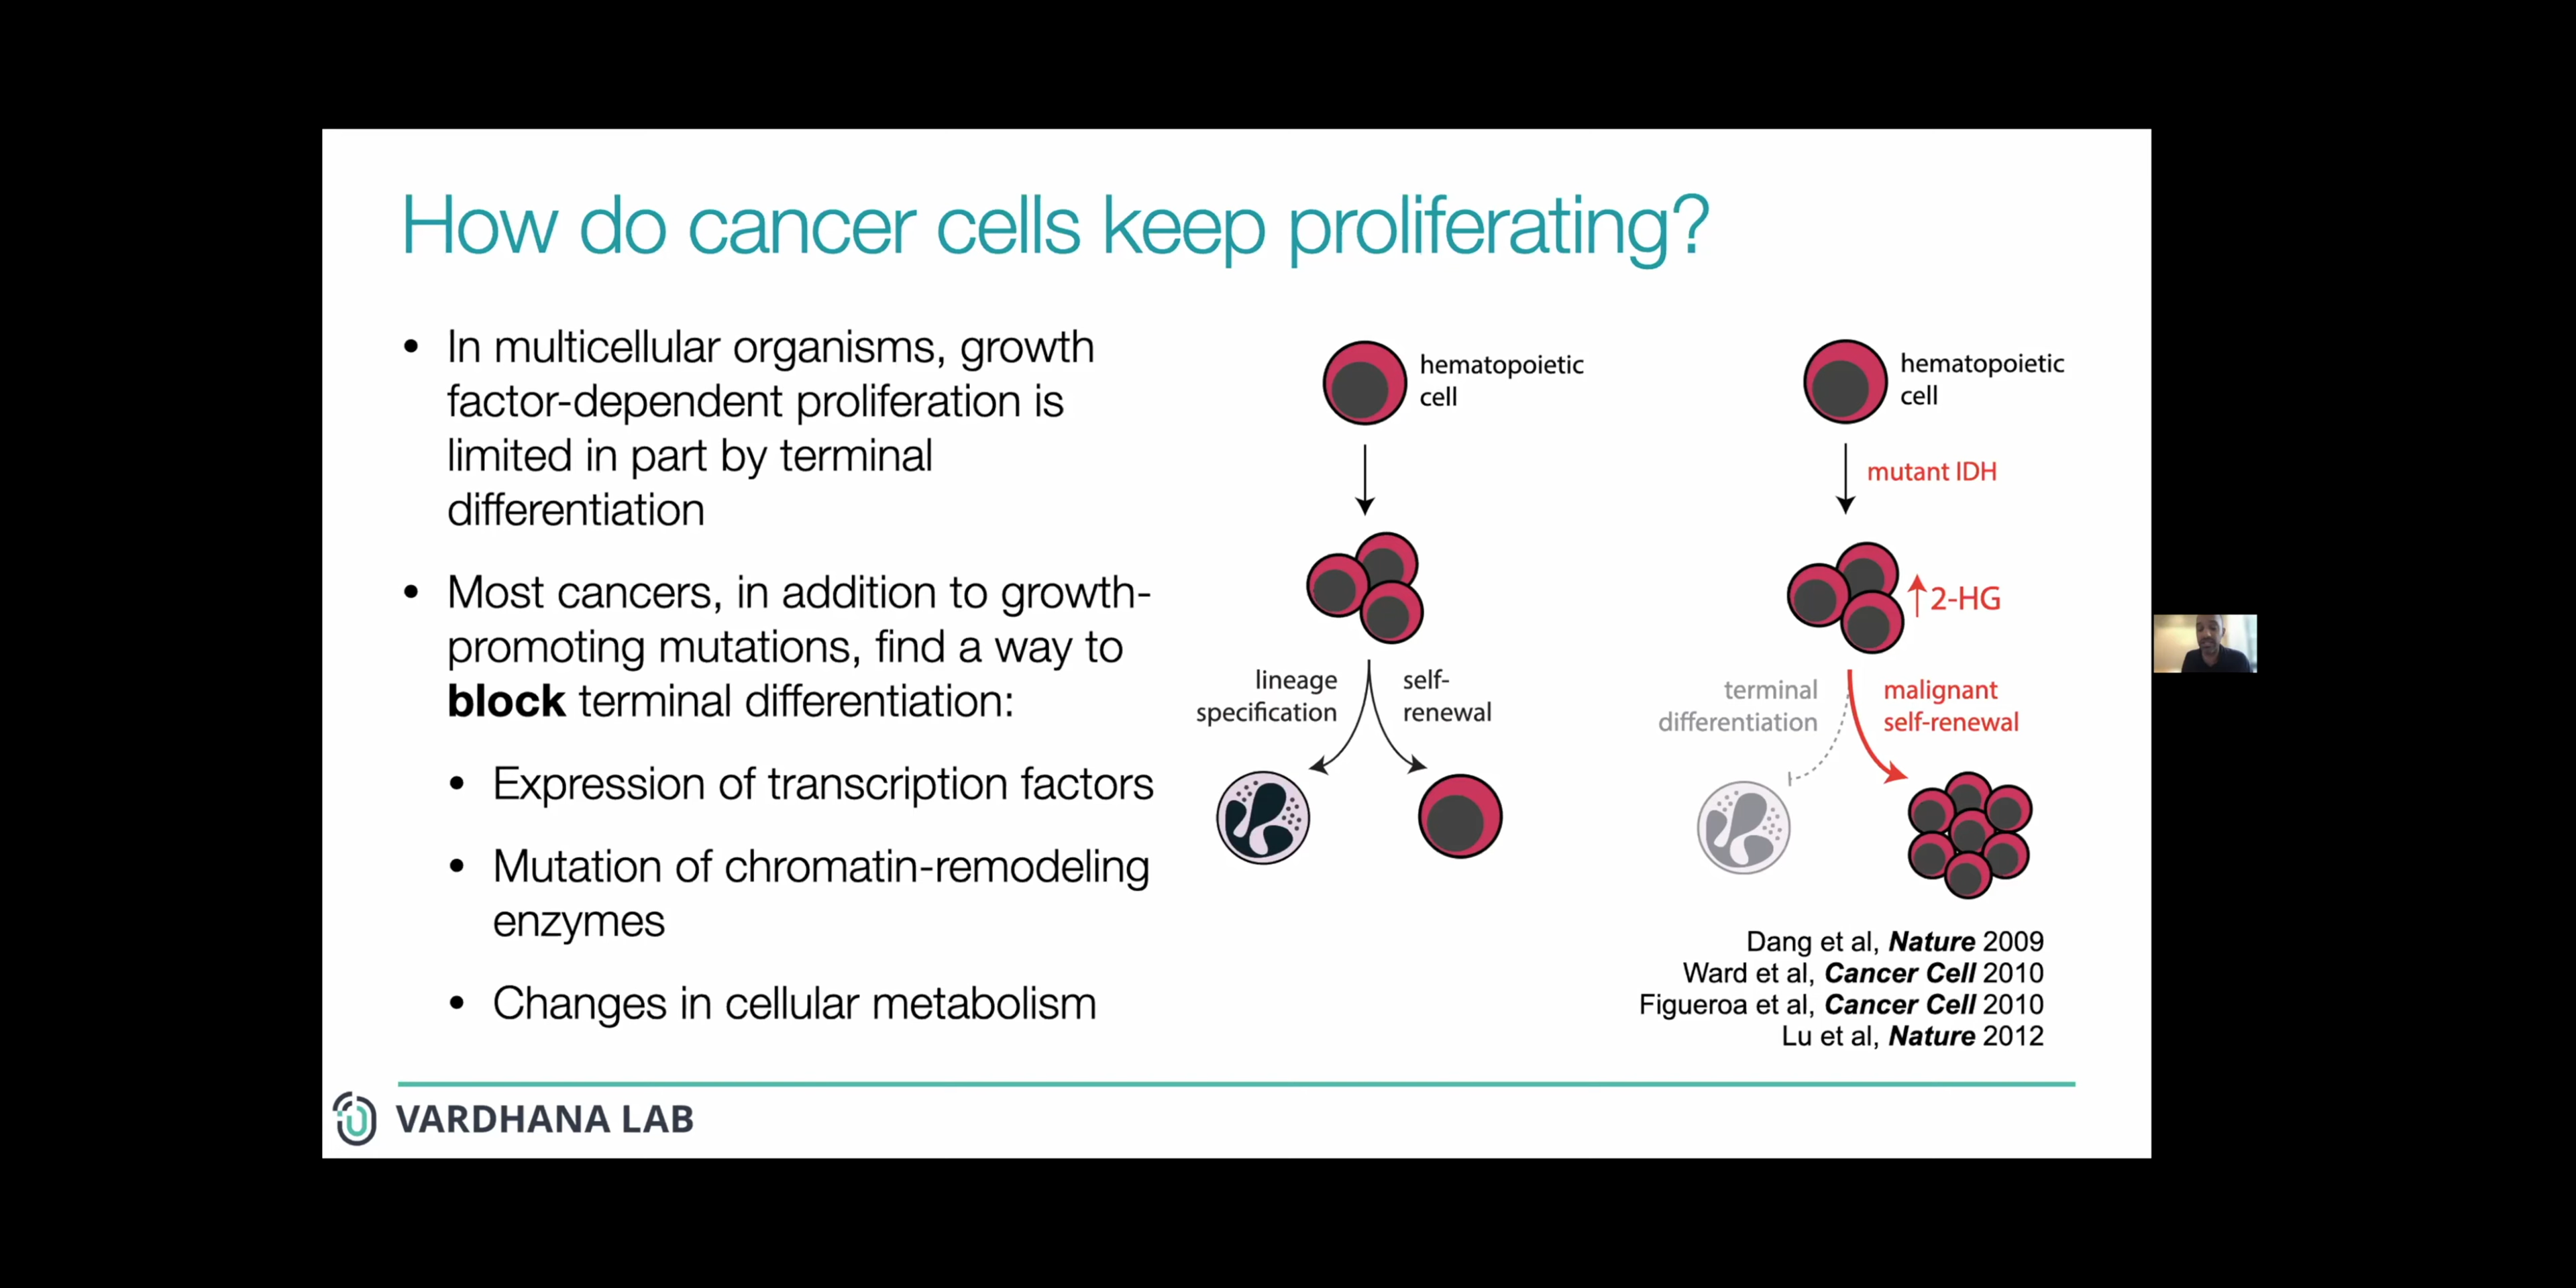 How do cancer cells keep proliferating?
• In multicellular organisms, growth
factor-dependent proliferation is
limited in part by terminal
differentiation
• Most cancers, in addition to growth-
promoting mutations, find a way to
block terminal differentiation:
• Expression of transcription factors
• Mutation of chromatin-remodeling
enzymes
• Changes in cellular metabolism
hematopoietic
cell
lineage
specification
self-
renewal
hematopoietic
cell
mutant IDH
2-HG
terminal
differentiation
malignant
self-renewal
Dang et al, Nature 2009
Ward et al, Cancer Cell 2010
Figueroa et al, Cancer Cell 2010
Lu et al, Nature 2012
VARDHANA LAB